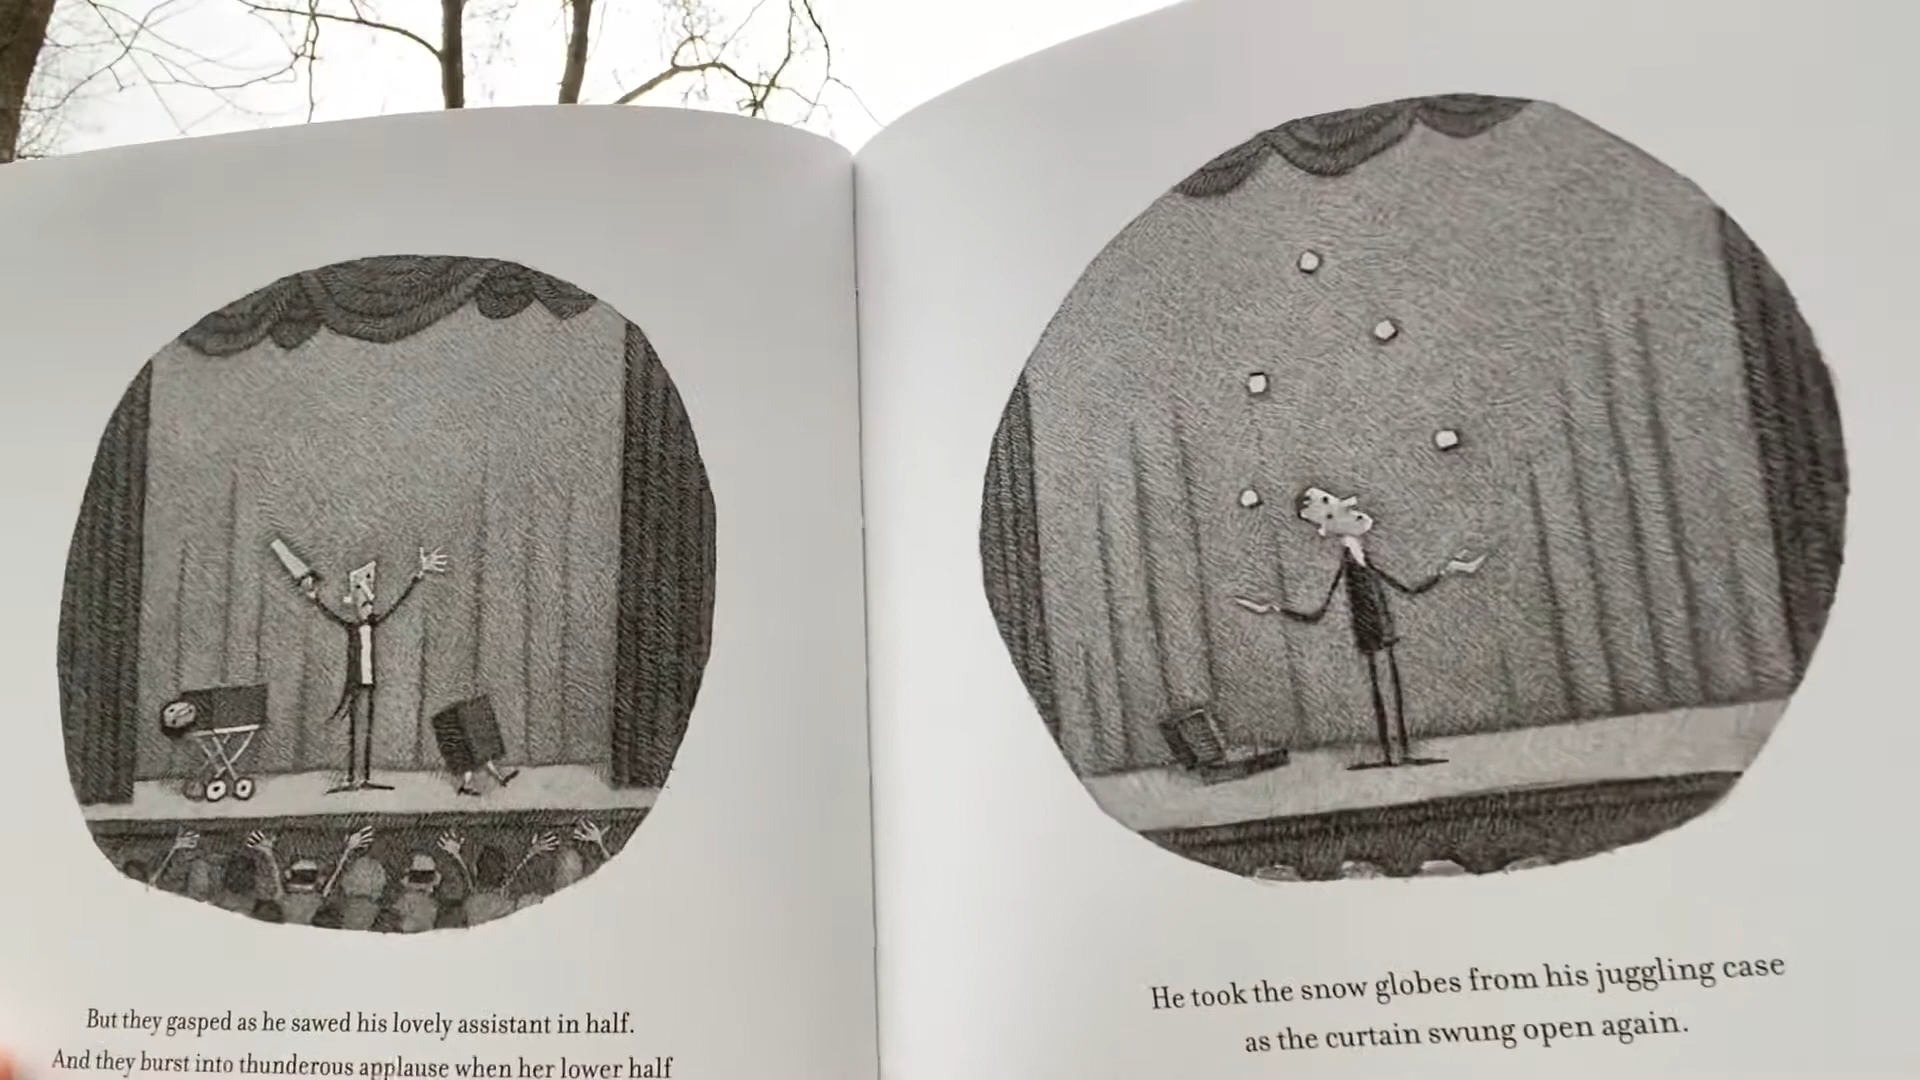 But they gasped as he sawed his lovely assistant in half.
And they burst into thunderous applause when her lower half
He took the snow globes from his juggling case
as the curtain swung open again.